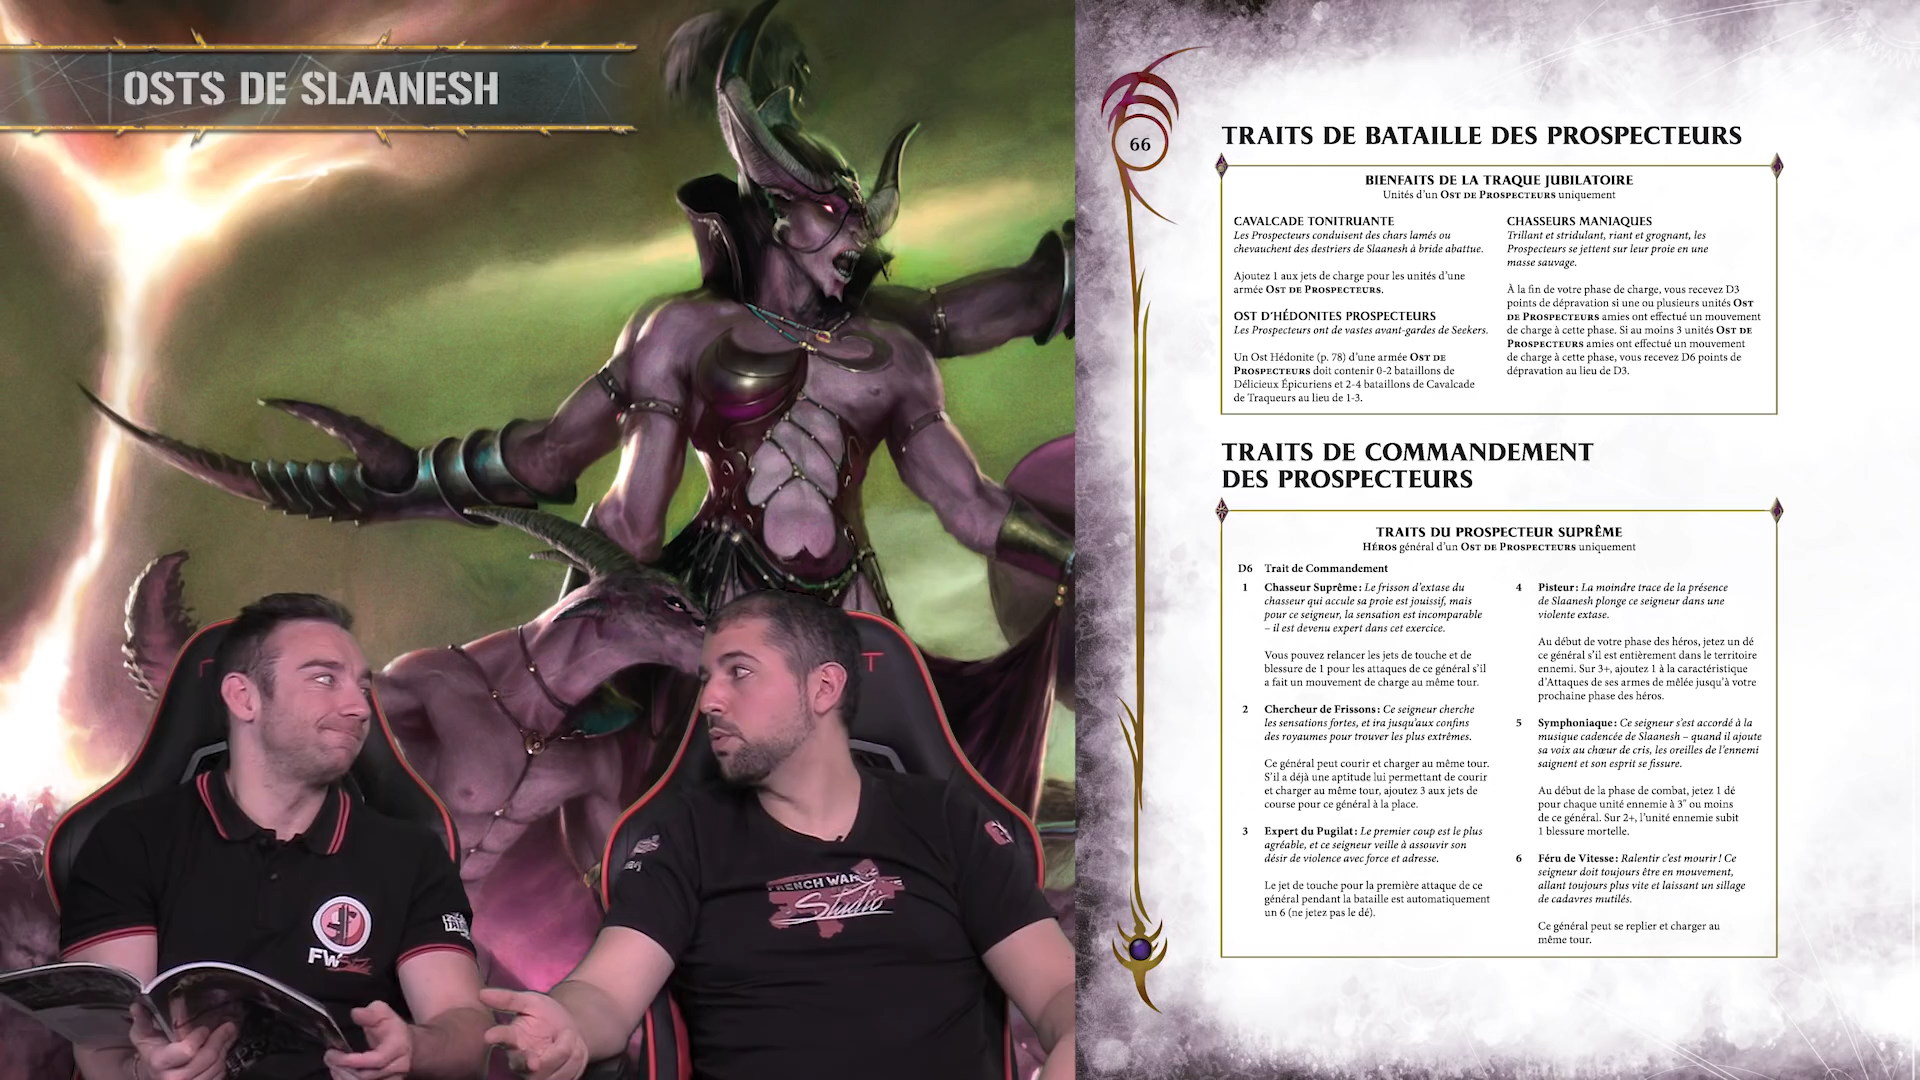 OSTS DE SLAANESH
FW
FRENCH WAR
Studio
66
TRAITS DE BATAILLE DES PROSPECTEURS
BIENFAITS DE LA TRAQUE JUBILATOIRE
Unités d'un OST DE PROSPECTEURS uniquement
CAVALCADE TONITRUANTE
Les Prospecteurs conduisent des chars lamés ou
chevauchent des destriers de Slaanesh à bride abattue.
Ajoutez 1 aux jets de charge pour les unités d'une
armée OST DE PROSPECTEURS.
OST D'HÉDONITES PROSPECTEURS
Les Prospecteurs ont de vastes avant-gardes de Seekers.
Un Ost Hédonite (p. 78) d'une armée OST DE
PROSPECTEURS doit contenir 0-2 bataillons de
Délicieux Épicuriens et 2-4 bataillons de Cavalcade
de Traqueurs au lieu de 1-3.
CHASSEURS MANIAQUES
Trillant et stridulant, riant et grognant, les
Prospecteurs se jettent sur leur proie en une
masse sauvage.
À la fin de votre phase de charge, vous recevez D3
points de dépravation si une ou plusieurs unités OST
DE PROSPECTEURS amies ont effectué un mouvement
de charge à cette phase. Si au moins 3 unités OST DE
PROSPECTEURS amies ont effectué un mouvement
de charge à cette phase, vous recevez D6 points de
dépravation au lieu de D3.
TRAITS DE COMMANDEMENT
DES PROSPECTEURS
TRAITS DU PROSPECTEUR SUPRÊME
HÉROS général d'un OST DE PROSPECTEURS uniquement
D6 Trait de Commandement
1 Chasseur Suprême : Le frisson d'extase du
chasseur qui accule sa proie est jouissif, mais
pour ce seigneur, la sensation est incomparable
– il est devenu expert dans cet exercice.
Vous pouvez relancer les jets de touche et de
blessure de 1 pour les attaques de ce général s'il
a fait un mouvement de charge au même tour.
2 Chercheur de Frissons : Ce seigneur cherche
les sensations fortes, et ira jusqu'aux confins
des royaumes pour trouver les plus extrêmes.
Ce général peut courir et charger au même tour.
S'il a déjà une aptitude lui permettant de courir
et charger au même tour, ajoutez 3 aux jets de
course pour ce général à la place.
3 Expert du Pugilat : Le premier coup est le plus
agréable, et ce seigneur veille à assouvir son
désir de violence avec force et adresse.
Le jet de touche pour la première attaque de ce
général pendant la bataille est automatiquement
un 6 (ne jetez pas le dé).
4 Pisteur : La moindre trace de la présence
de Slaanesh plonge ce seigneur dans une
violente extase.
Au début de votre phase des héros, jetez un dé
ce général s'il est entièrement dans le territoire
ennemi. Sur 3+, ajoutez 1 à la caractéristique
d'Attaques de ses armes de mêlée jusqu'à votre
prochaine phase des héros.
5 Symphoniaque : Ce seigneur s'est accordé à la
musique cadencée de Slaanesh – quand il ajoute
sa voix au chœur de cris, les oreilles de l'ennemi
saignent et son esprit se fissure.
Au début de la phase de combat, jetez 1 dé
pour chaque unité ennemie à 3" ou moins
de ce général. Sur 2+, l'unité ennemie subit
1 blessure mortelle.
6 Féru de Vitesse : Ralentir c'est mourir ! Ce
seigneur doit toujours être en mouvement,
allant toujours plus vite et laissant un sillage
de cadavres mutilés.
Ce général peut se replier et charger au
même tour.